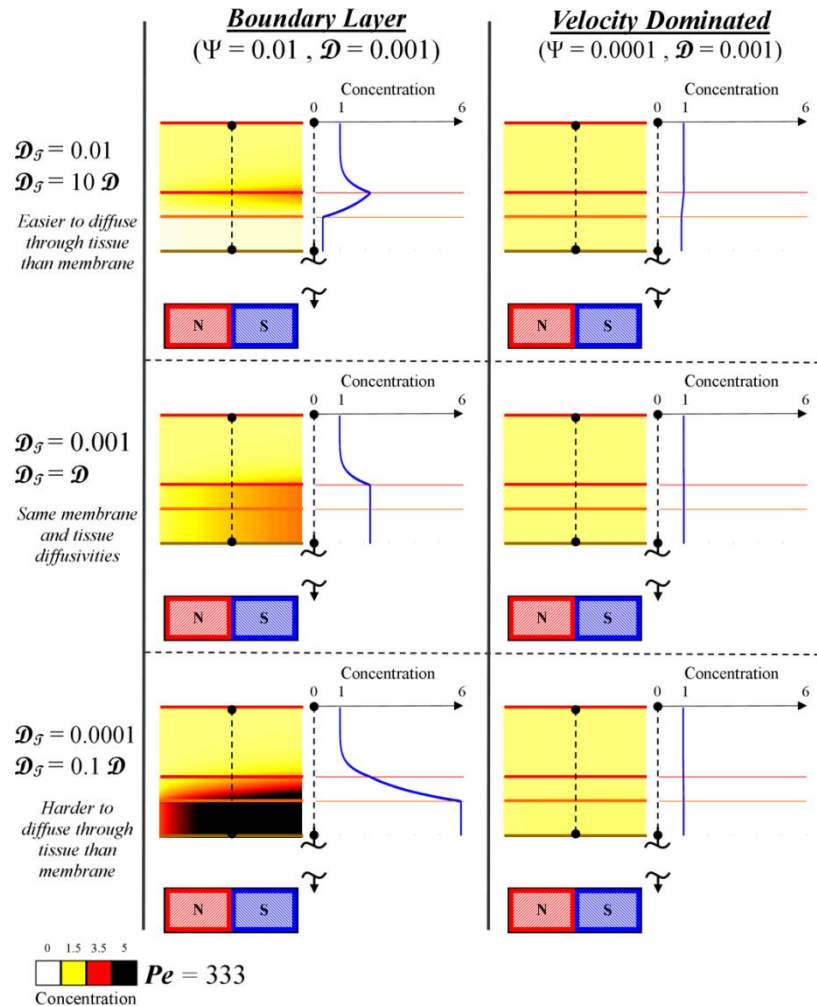 Boundary Layer
(Ψ = 0.01 , 𝓓 = 0.001)
Velocity Dominated
(Ψ = 0.0001 , 𝓓 = 0.001)
𝓓𝒯 = 0.01
𝓓𝒯 = 10 𝓓
Easier to diffuse
through tissue
than membrane
Concentration
0 1 6
N S
Concentration
0 1 6
N S
𝓓𝒯 = 0.001
𝓓𝒯 = 𝓓
Same membrane
and tissue
diffusivities
Concentration
0 1 6
N S
Concentration
0 1 6
N S
𝓓𝒯 = 0.0001
𝓓𝒯 = 0.1 𝓓
Harder to
diffuse through
tissue than
membrane
Concentration
0 1 6
N S
Concentration
0 1 6
N S
0 1.5 3.5 5
Concentration
Pe = 333